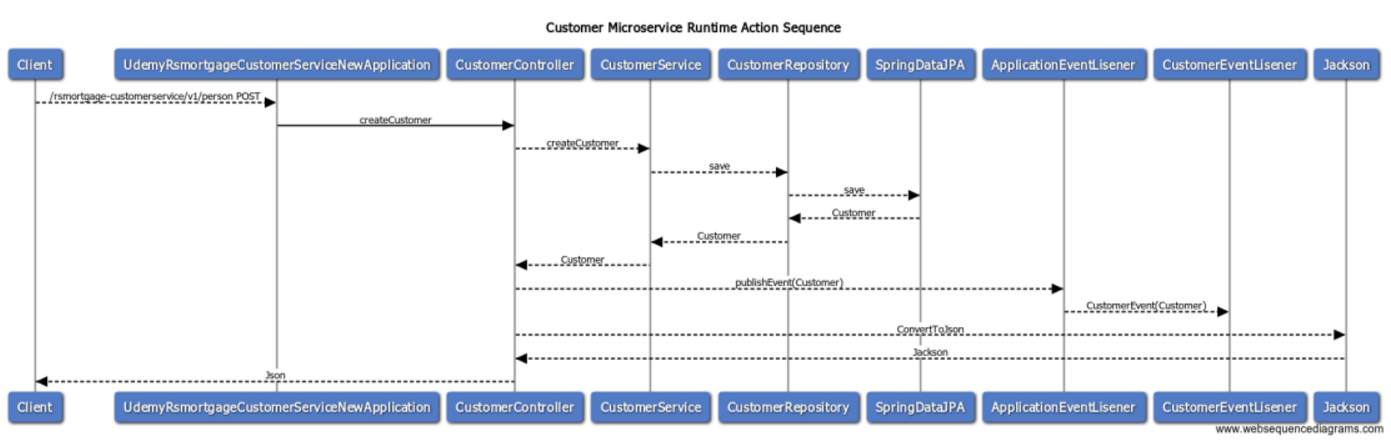 Customer Microservice Runtime Action Sequence
Client UdemyRsmortgageCustomerServiceNewApplication CustomerController CustomerService CustomerRepository SpringDataJPA ApplicationEventLisener CustomerEventLisener Jackson
/rsmortgage-customerservice/v1/person POST
createCustomer
createCustomer
save
save
Customer
Customer
Customer
publishEvent(Customer)
CustomerEvent(Customer)
ConvertToJson
Jackson
Json
Client UdemyRsmortgageCustomerServiceNewApplication CustomerController CustomerService CustomerRepository SpringDataJPA ApplicationEventLisener CustomerEventLisener Jackson
www.websequencediagrams.com